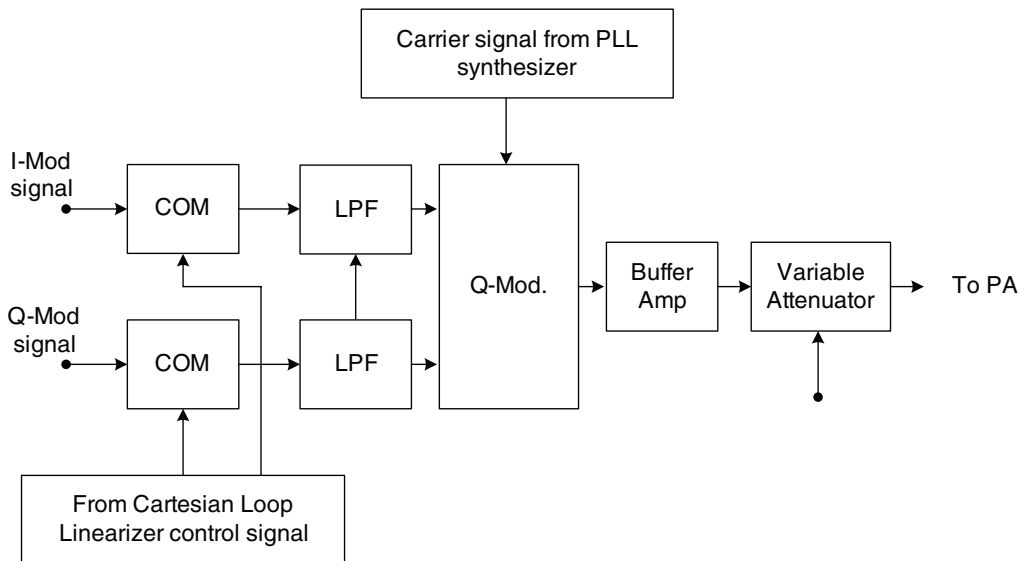 Carrier signal from PLL
synthesizer
I-Mod
signal
COM
LPF
Q-Mod.
Buffer
Amp
Variable
Attenuator
To PA
Q-Mod
signal
COM
LPF
From Cartesian Loop
Linearizer control signal